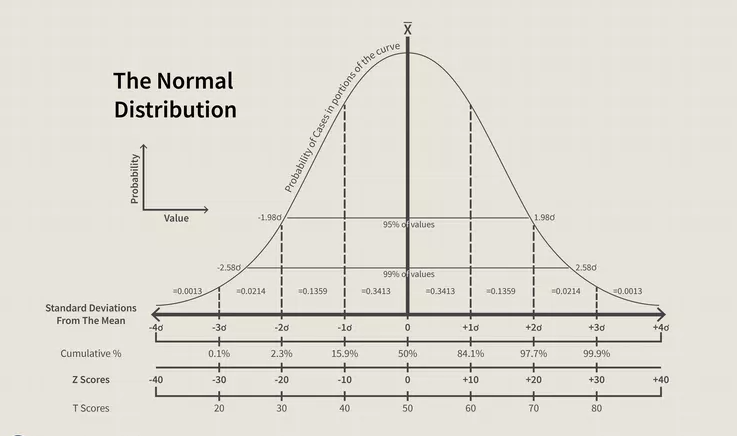 X̅
Probability of Cases in portions of the curve
The Normal
Distribution
Probability
Value
-1.98σ 1.98σ
95% of values
-2.58σ 2.58σ
99% of values
=0.0013 =0.0214 =0.1359 =0.3413 =0.3413 =0.1359 =0.0214 =0.0013
Standard Deviations
From The Mean
-4σ -3σ -2σ -1σ 0 +1σ +2σ +3σ +4σ
Cumulative % 0.1% 2.3% 15.9% 50% 84.1% 97.7% 99.9%
Z Scores -40 -30 -20 -10 0 +10 +20 +30 +40
T Scores 20 30 40 50 60 70 80